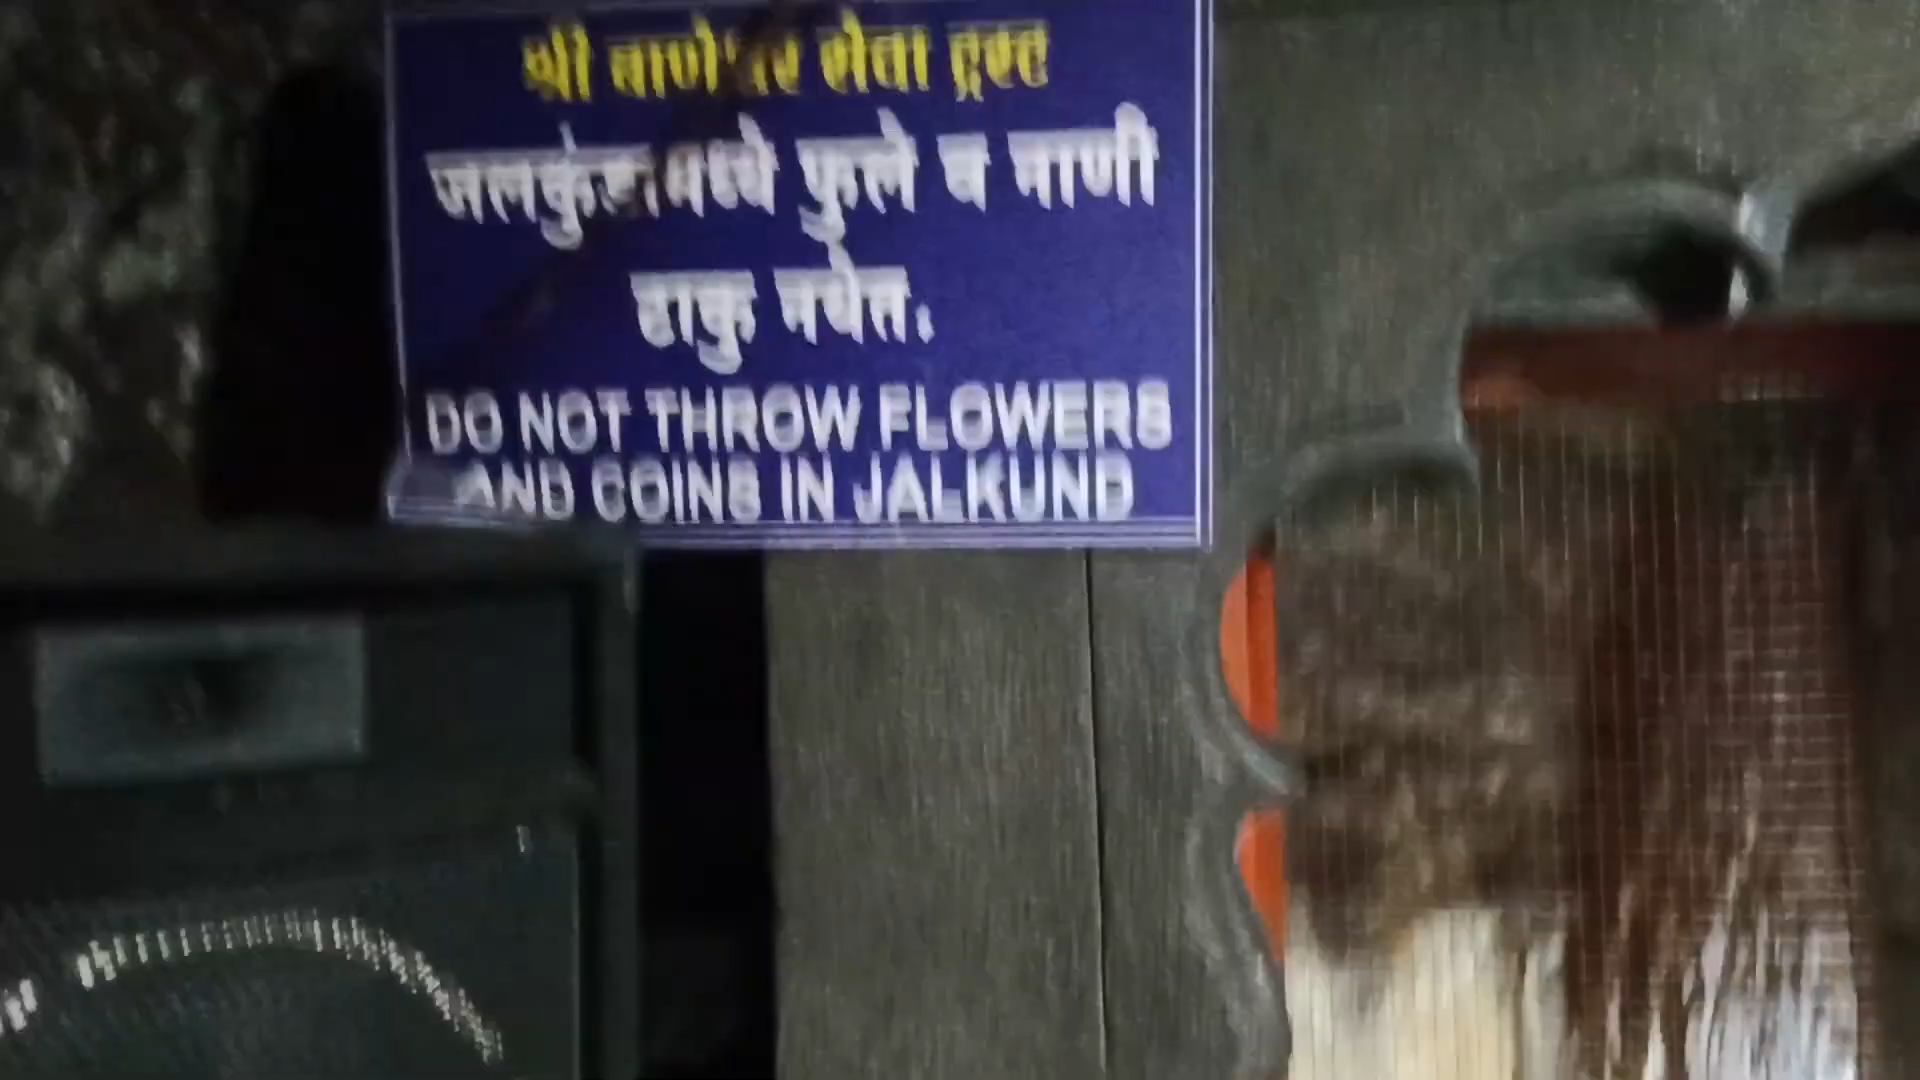 श्री बाणेश्वर सेवा ट्रस्ट
जलकुंडामध्ये फुले व नाणी
टाकु नयेत.
DO NOT THROW FLOWERS
AND COINS IN JALKUND